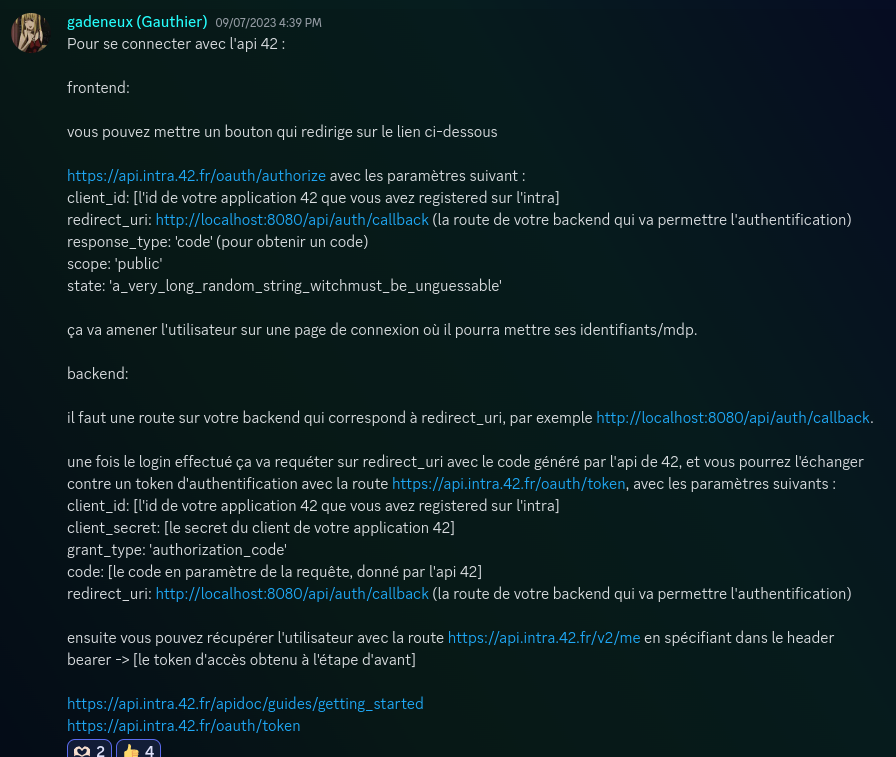 gadeneux (Gauthier) 09/07/2023 4:39 PM
Pour se connecter avec l'api 42 :
frontend:
vous pouvez mettre un bouton qui redirige sur le lien ci-dessous
https://api.intra.42.fr/oauth/authorize avec les paramètres suivant :
client_id: [l'id de votre application 42 que vous avez registered sur l'intra]
redirect_uri: http://localhost:8080/api/auth/callback (la route de votre backend qui va permettre l'authentification)
response_type: 'code' (pour obtenir un code)
scope: 'public'
state: 'a_very_long_random_string_witchmust_be_unguessable'
ça va amener l'utilisateur sur une page de connexion où il pourra mettre ses identifiants/mdp.
backend:
il faut une route sur votre backend qui correspond à redirect_uri, par exemple http://localhost:8080/api/auth/callback.
une fois le login effectué ça va requéter sur redirect_uri avec le code généré par l'api de 42, et vous pourrez l'échanger
contre un token d'authentification avec la route https://api.intra.42.fr/oauth/token, avec les paramètres suivants :
client_id: [l'id de votre application 42 que vous avez registered sur l'intra]
client_secret: [le secret du client de votre application 42]
grant_type: 'authorization_code'
code: [le code en paramètre de la requête, donné par l'api 42]
redirect_uri: http://localhost:8080/api/auth/callback (la route de votre backend qui va permettre l'authentification)
ensuite vous pouvez récupérer l'utilisateur avec la route https://api.intra.42.fr/v2/me en spécifiant dans le header
bearer -> [le token d'accès obtenu à l'étape d'avant]
https://api.intra.42.fr/apidoc/guides/getting_started
https://api.intra.42.fr/oauth/token
2 4